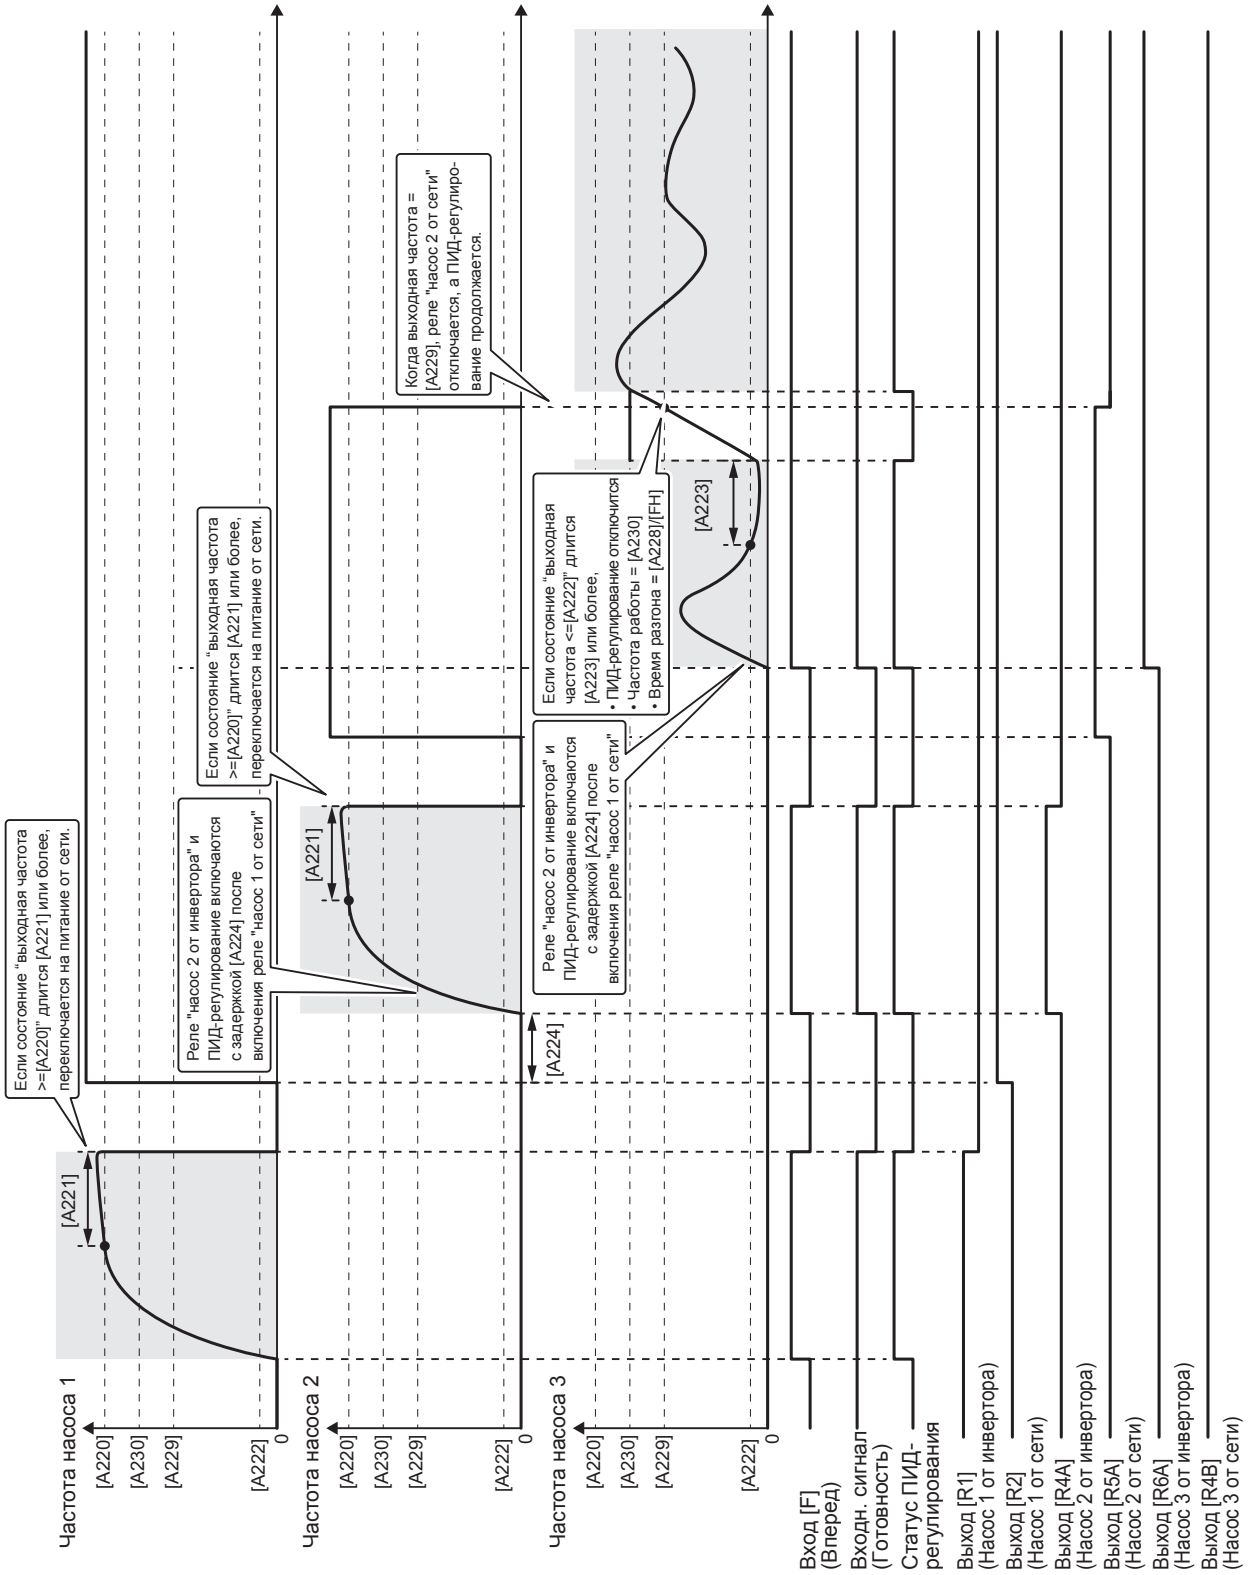 Частота насоса 1
[A220]
[A230]
[A229]
[A222]
0
[A221]
Если состояние “выходная частота
>=[A220]” длится [A221] или более,
переключается на питание от сети.
Реле "насос 2 от инвертора" и
ПИД-регулирование включаются
с задержкой [A224] после
включения реле "насос 1 от сети"
Частота насоса 2
[A220]
[A230]
[A229]
[A222]
0
[A221]
Если состояние “выходная частота
>=[A220]” длится [A221] или более,
переключается на питание от сети.
[A224]
Когда выходная частота =
[A229], реле "насос 2 от сети"
отключается, а ПИД-регулиро-
вание продолжается.
Частота насоса 3
[A220]
[A230]
[A229]
[A222]
0
Реле "насос 2 от инвертора" и
ПИД-регулирование включаются
с задержкой [A224] после
включения реле "насос 1 от сети"
Если состояние “выходная
частота <=[A222]” длится
[A223] или более,
• ПИД-регулирование отключится
• Частота работы = [A230]
• Время разгона = [A228]/[FH]
[A223]
Вход [F]
(Вперед)
Входн. сигнал
(Готовность)
Статус ПИД-
регулирования
Выход [R1]
(Насос 1 от инвертора)
Выход [R2]
(Насос 1 от сети)
Выход [R4A]
(Насос 2 от инвертора)
Выход [R5A]
(Насос 2 от сети)
Выход [R6A]
(Насос 3 от инвертора)
Выход [R4B]
(Насос 3 от сети)